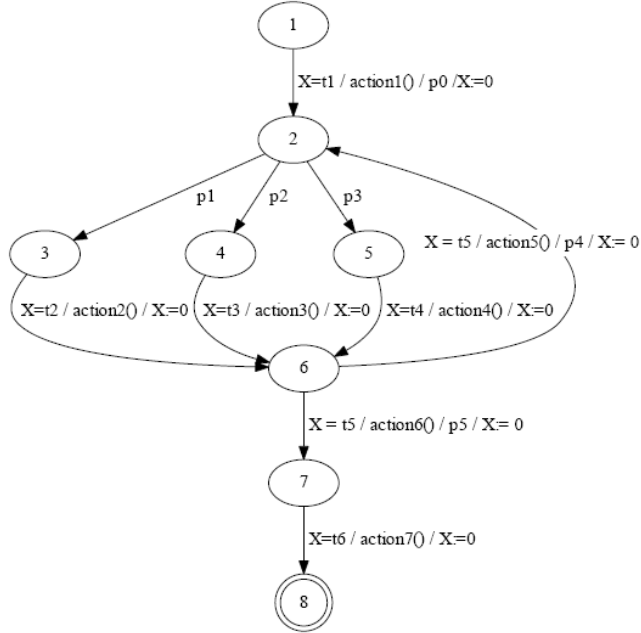 1
X=t1 / action1() / p0 /X:=0
2
p1
p2
p3
3
4
5
X = t5 / action5() / p4 / X:= 0
X=t2 / action2() / X:=0
X=t3 / action3() / X:=0
X=t4 / action4() / X:=0
6
X = t5 / action6() / p5 / X:= 0
7
X=t6 / action7() / X:=0
8